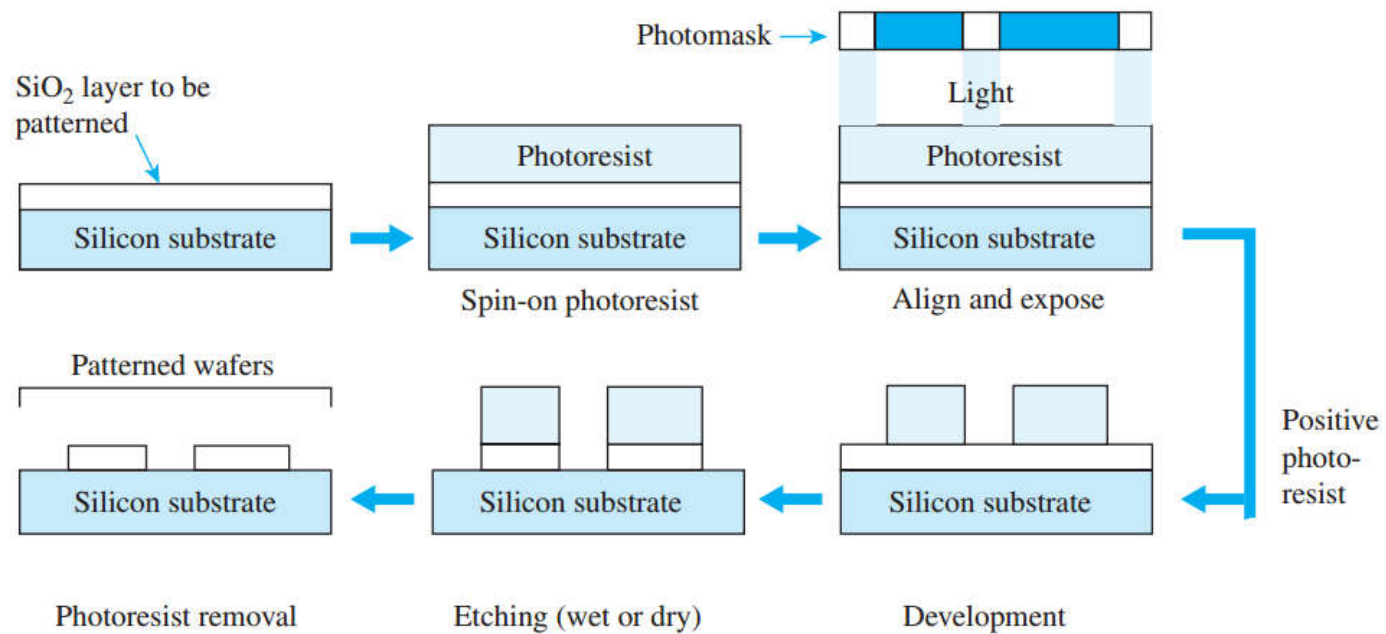 Photomask
SiO₂ layer to be
patterned
Light
Photoresist
Photoresist
Silicon substrate
Silicon substrate
Silicon substrate
Spin-on photoresist
Align and expose
Patterned wafers
Positive
photo-
resist
Silicon substrate
Silicon substrate
Silicon substrate
Photoresist removal
Etching (wet or dry)
Development